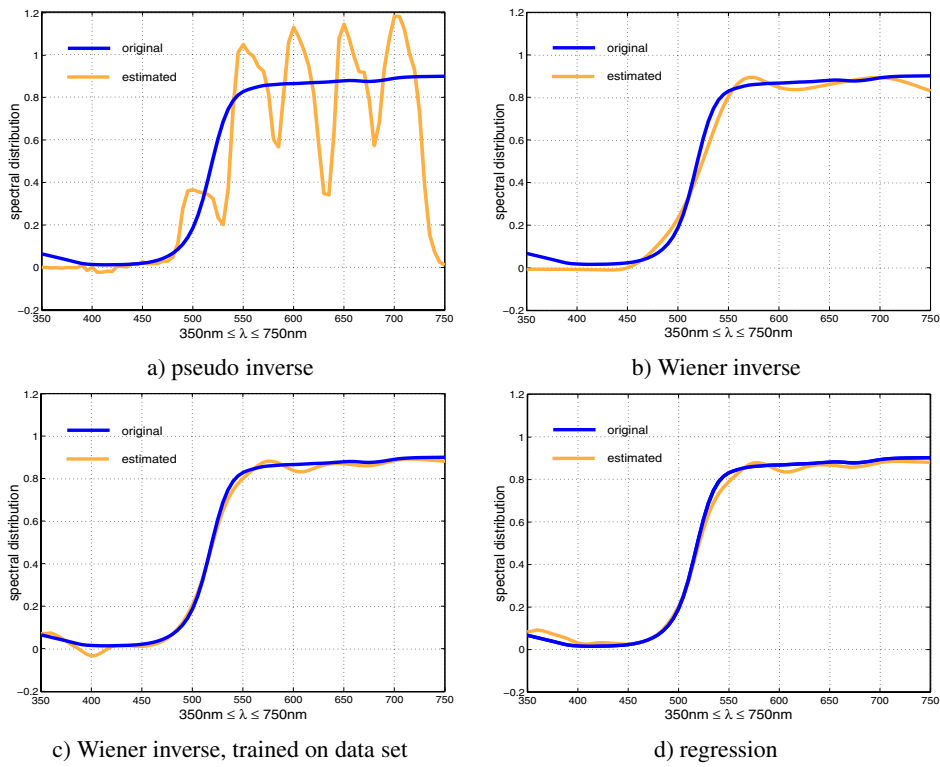 1.2
1
0.8
0.6
0.4
0.2
0
−0.2
spectral distribution
original
estimated
350 400 450 500 550 600 650 700 750
350nm ≤ λ ≤ 750nm
a) pseudo inverse
1.2
1
0.8
0.6
0.4
0.2
0
−0.2
spectral distribution
original
estimated
350 400 450 500 550 600 650 700 750
350nm ≤ λ ≤ 750nm
b) Wiener inverse
1.2
1
0.8
0.6
0.4
0.2
0
−0.2
spectral distribution
original
estimated
350 400 450 500 550 600 650 700 750
350nm ≤ λ ≤ 750nm
c) Wiener inverse, trained on data set
1.2
1
0.8
0.6
0.4
0.2
0
−0.2
spectral distribution
original
estimated
350 400 450 500 550 600 650 700 750
350nm ≤ λ ≤ 750nm
d) regression